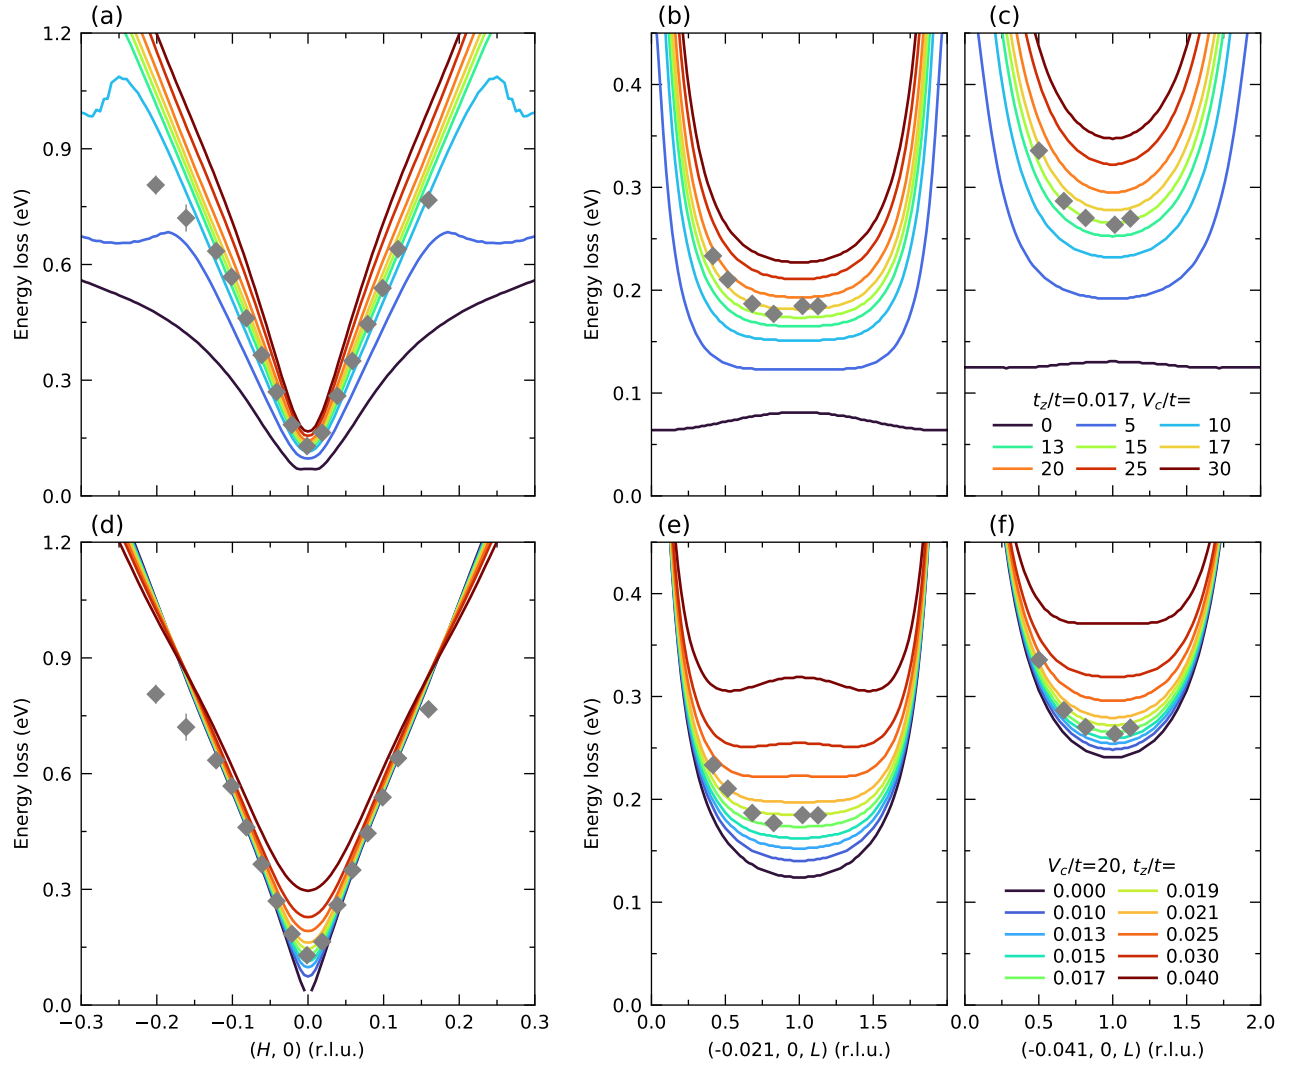 (a)
(b)
(c)
1.2
0.9
0.6
0.3
0.0
Energy loss (eV)
0.4
0.3
0.2
0.1
0.0
Energy loss (eV)
t_z/t=0.017, V_c/t=
0 5 10
13 15 17
20 25 30
(d)
(e)
(f)
1.2
0.9
0.6
0.3
0.0
Energy loss (eV)
−0.3 −0.2 −0.1 0.0 0.1 0.2 0.3
(H, 0) (r.l.u.)
0.4
0.3
0.2
0.1
0.0
Energy loss (eV)
0.0 0.5 1.0 1.5
(-0.021, 0, L) (r.l.u.)
V_c/t=20, t_z/t=
0.000 0.019
0.010 0.021
0.013 0.025
0.015 0.030
0.017 0.040
0.0 0.5 1.0 1.5 2.0
(-0.041, 0, L) (r.l.u.)